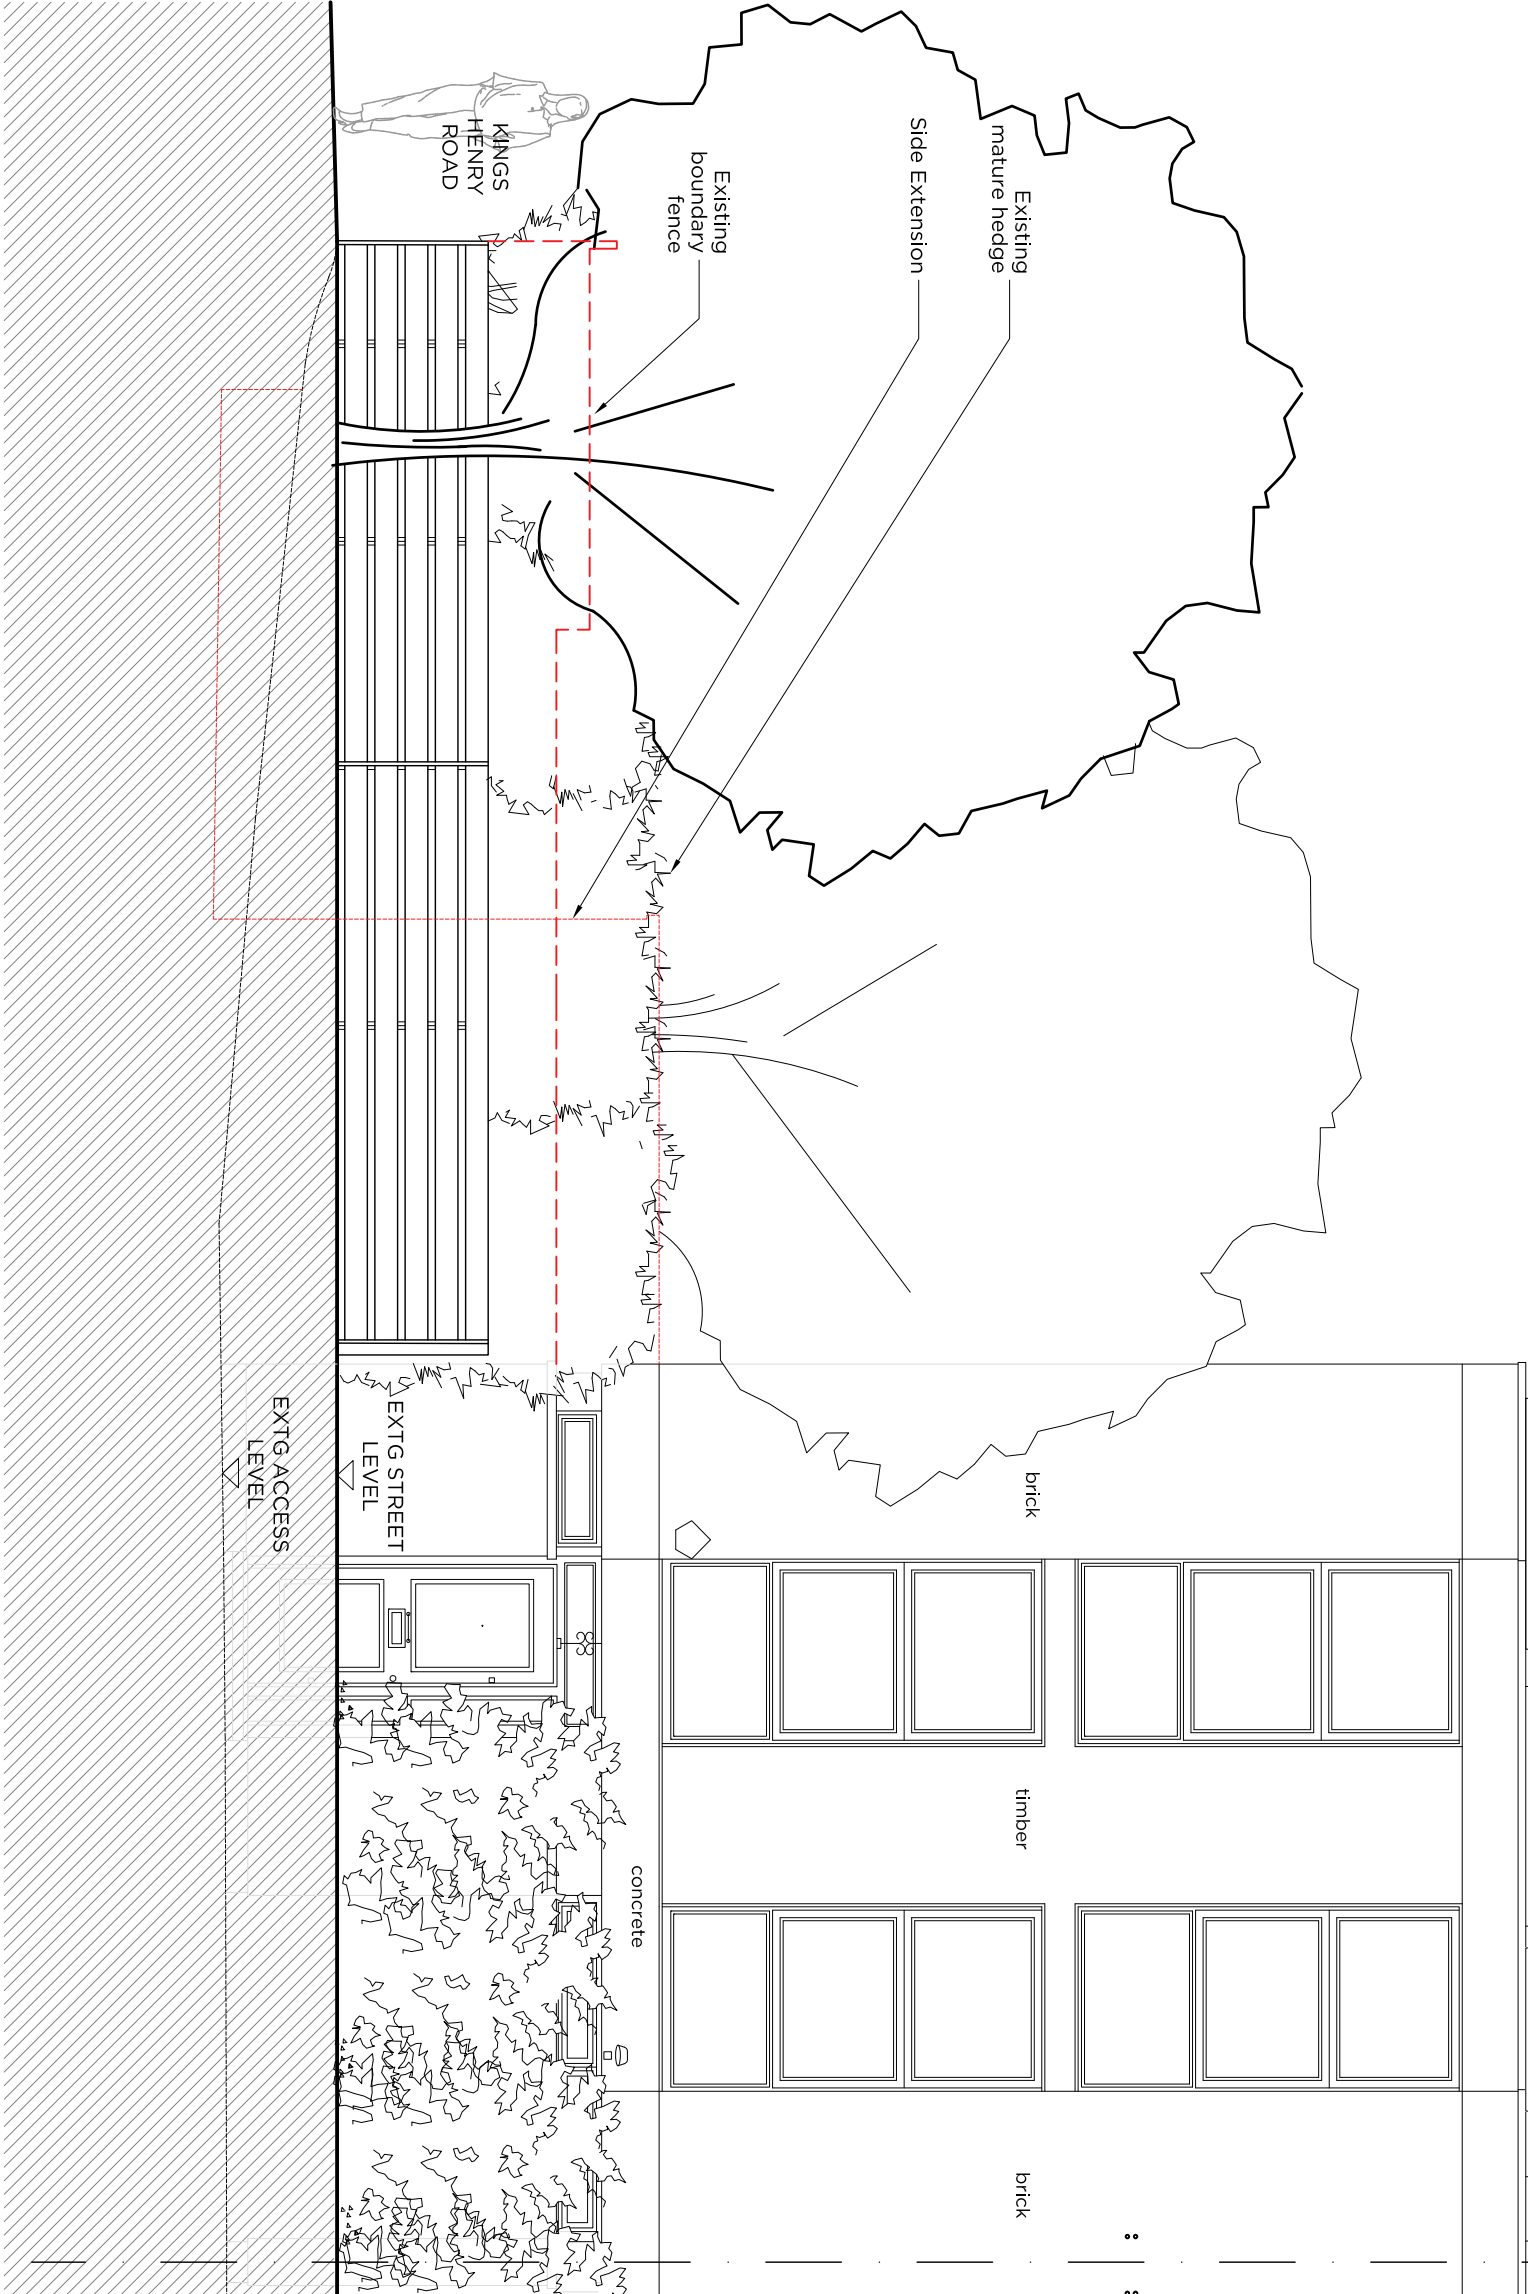 KINGS
HENRY
ROAD
Existing
boundary
fence
Side Extension
Existing
mature hedge
EXTG ACCESS
LEVEL
EXTG STREET
LEVEL
brick
timber
concrete
brick